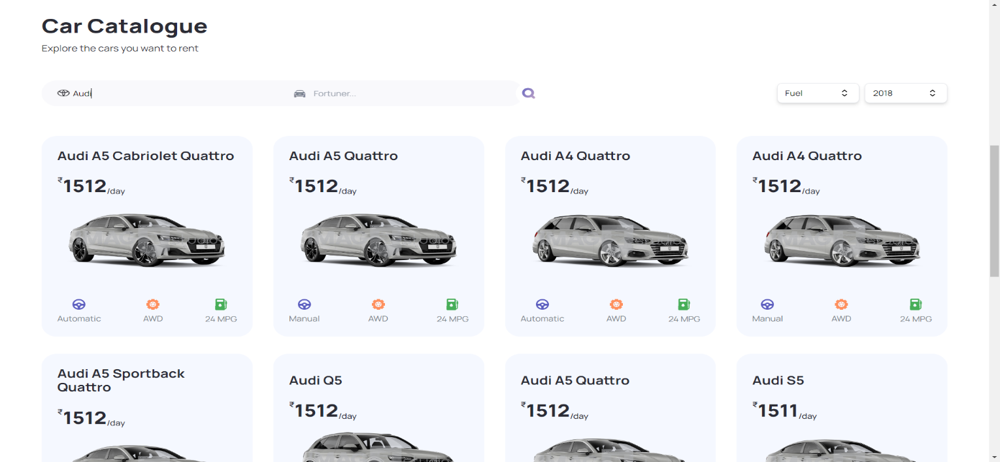 Car Catalogue
Explore the cars you want to rent
Audi
Fortuner...
Fuel
2018
Audi A5 Cabriolet Quattro
₹1512/day
Automatic
AWD
24 MPG
Audi A5 Quattro
₹1512/day
Manual
AWD
24 MPG
Audi A4 Quattro
₹1512/day
Automatic
AWD
24 MPG
Audi A4 Quattro
₹1512/day
Manual
AWD
24 MPG
Audi A5 Sportback
Quattro
₹1512/day
Audi Q5
₹1512/day
Audi A5 Quattro
₹1512/day
Audi S5
₹1511/day